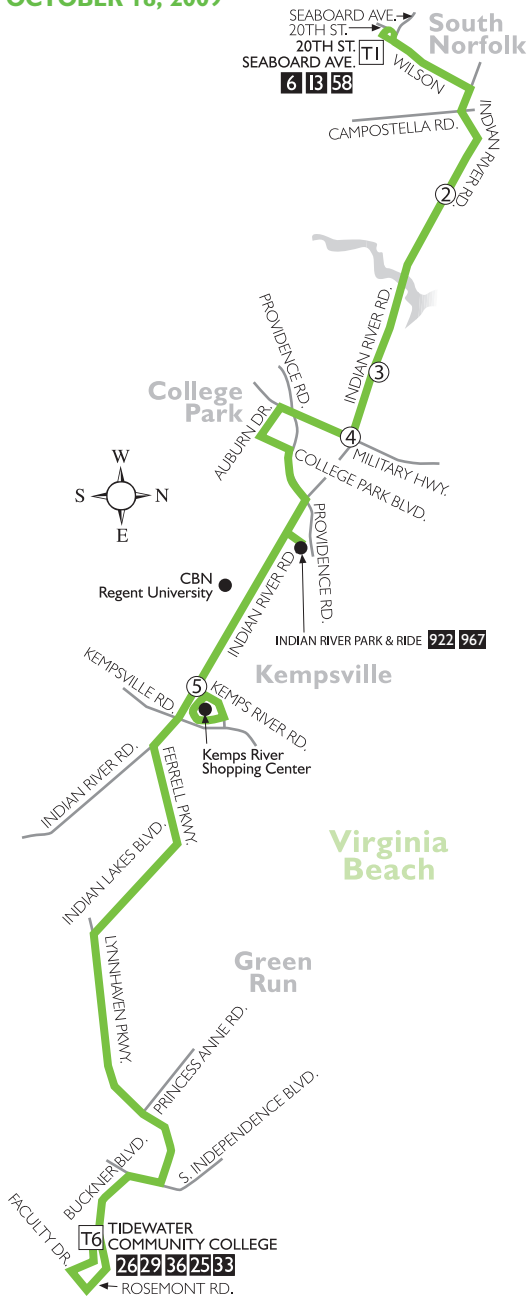 OCTOBER 18, 2009
SEABOARD AVE.
20TH ST.
20TH ST.
SEABOARD AVE.
T1
6 13 58
South
Norfolk
WILSON
CAMPOSTELLA RD.
INDIAN RIVER RD.
2
INDIAN RIVER RD.
3
PROVIDENCE RD.
College
Park
AUBURN DR.
4
MILITARY HWY.
COLLEGE PARK BLVD.
W
S
N
E
PROVIDENCE RD.
CBN
Regent University
INDIAN RIVER RD
INDIAN RIVER PARK & RIDE 922 967
Kempsville
KEMPSVILLE RD.
5
KEMPS RIVER RD.
Kemps River
Shopping Center
INDIAN RIVER RD.
FERRELL PKWY.
Virginia
Beach
INDIAN LAKES BLVD.
LYNNHAVEN PKWY.
Green
Run
PRINCESS ANNE RD.
S. INDEPENDENCE BLVD.
BUCKNER BLVD.
FACULTY DR.
T6
TIDEWATER
COMMUNITY COLLEGE
26 29 36 25 33
ROSEMONT RD.